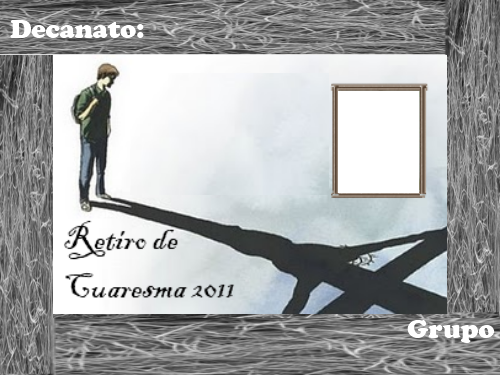 Decanato:
Retiro de
Cuaresma 2011
Grupo